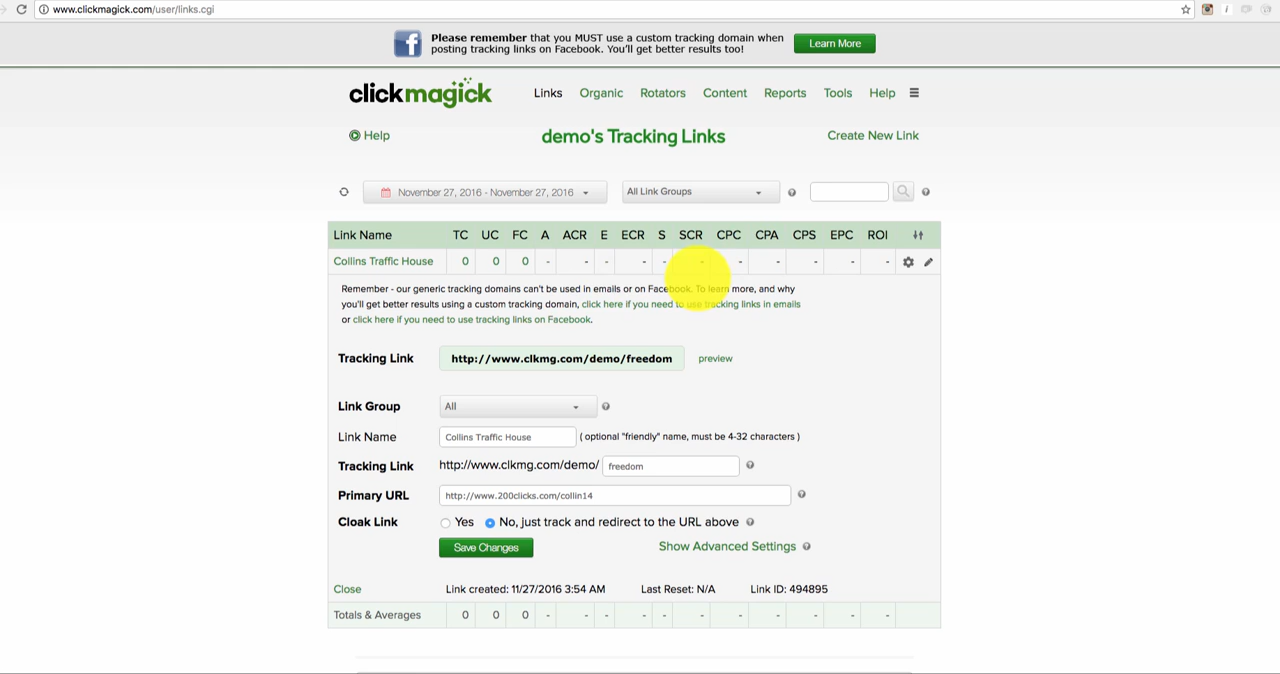 www.clickmagick.com/user/links.cgi
Please remember that you MUST use a custom tracking domain when
posting tracking links on Facebook. You'll get better results too!
Learn More
clickmagick
Links Organic Rotators Content Reports Tools Help
Help
demo's Tracking Links
Create New Link
November 27, 2016 - November 27, 2016
All Link Groups
Link Name TC UC FC A ACR E ECR S SCR CPC CPA CPS EPC ROI
Collins Traffic House 0 0 0 - - - - - - - - - - -
Remember - our generic tracking domains can't be used in emails or on Facebook. To learn more, and why
you'll get better results using a custom tracking domain, click here if you need to use tracking links in emails
or click here if you need to use tracking links on Facebook.
Tracking Link http://www.clkmg.com/demo/freedom preview
Link Group All
Link Name Collins Traffic House ( optional "friendly" name, must be 4-32 characters )
Tracking Link http://www.clkmg.com/demo/ freedom
Primary URL http://www.200clicks.com/collin14
Cloak Link Yes No, just track and redirect to the URL above
Save Changes Show Advanced Settings
Close Link created: 11/27/2016 3:54 AM Last Reset: N/A Link ID: 494895
Totals & Averages 0 0 0 - - - - - - - - - - -